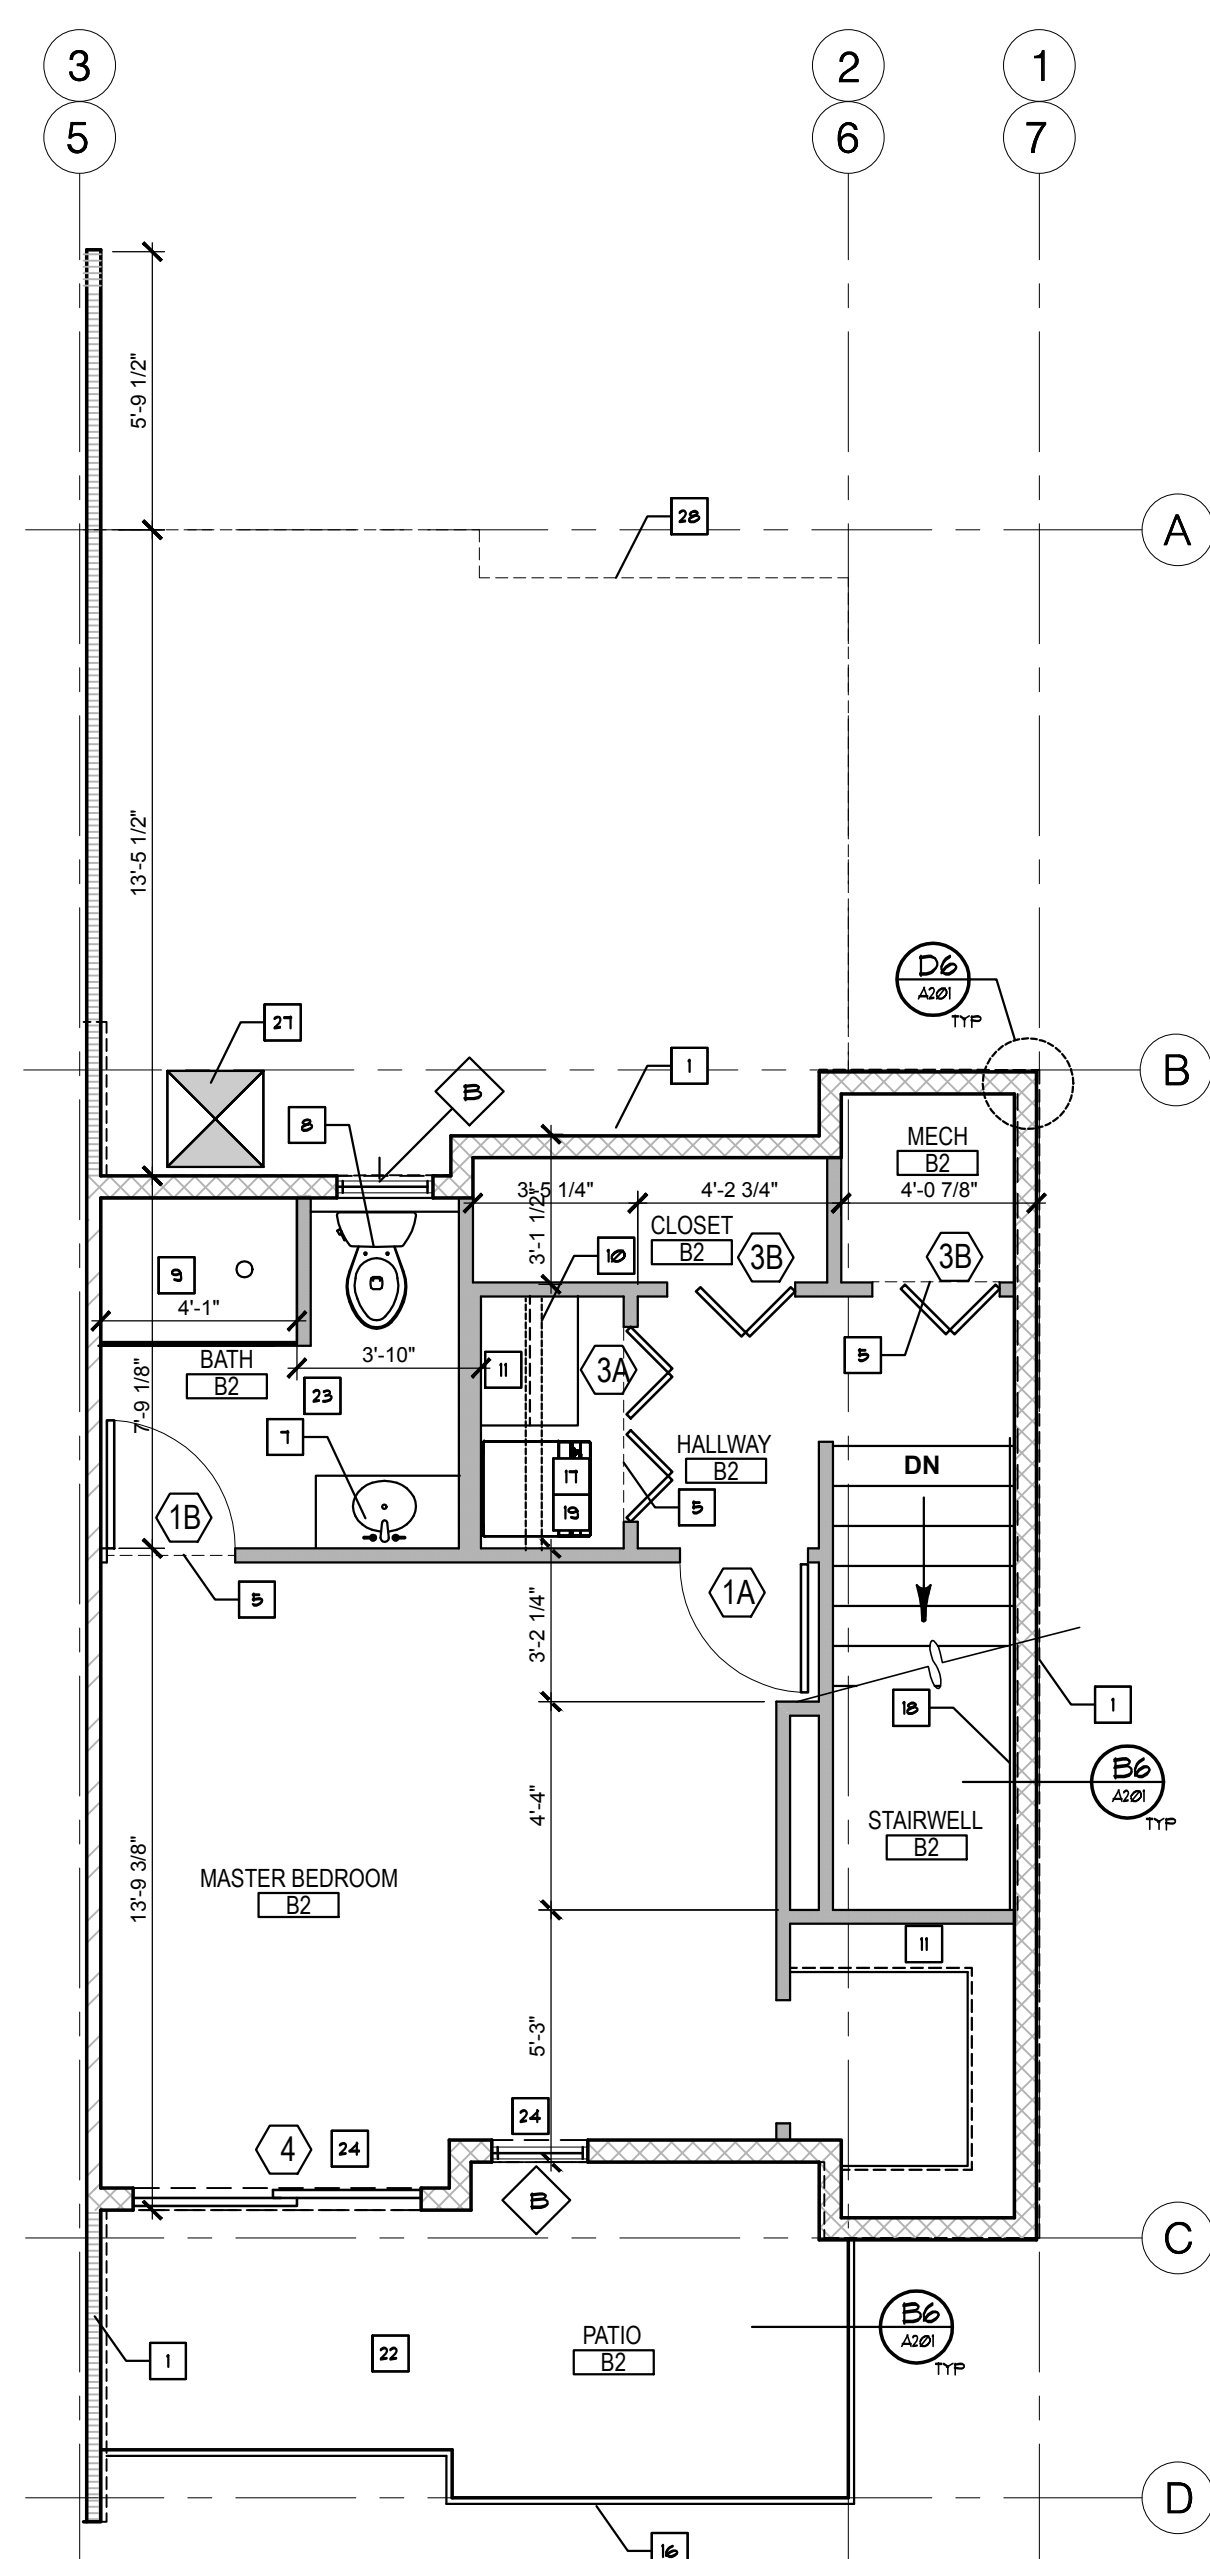 3 2 1
5 6 7
5'-9 1/2"
28
A
13'-5 1/2"
D6
A201
TYP
27
1
B
B
8
MECH
B2
3'-5 1/4" 4'-2 3/4" 4'-0 7/8"
3'-1 1/2"
CLOSET
B2
10
3B
3B
9
4'-1"
3'-10"
BATH
B2
11
3A
5
23
7'-9 1/8"
7
HALLWAY
B2
DN
17
19
5
1B
5
1A
3'-2 1/4"
18
1
B6
A201
TYP
4'-4"
STAIRWELL
B2
MASTER BEDROOM
B2
13'-9 3/8"
11
5'-3"
24
4
24
B
C
B6
A201
TYP
PATIO
B2
22
1
D
16